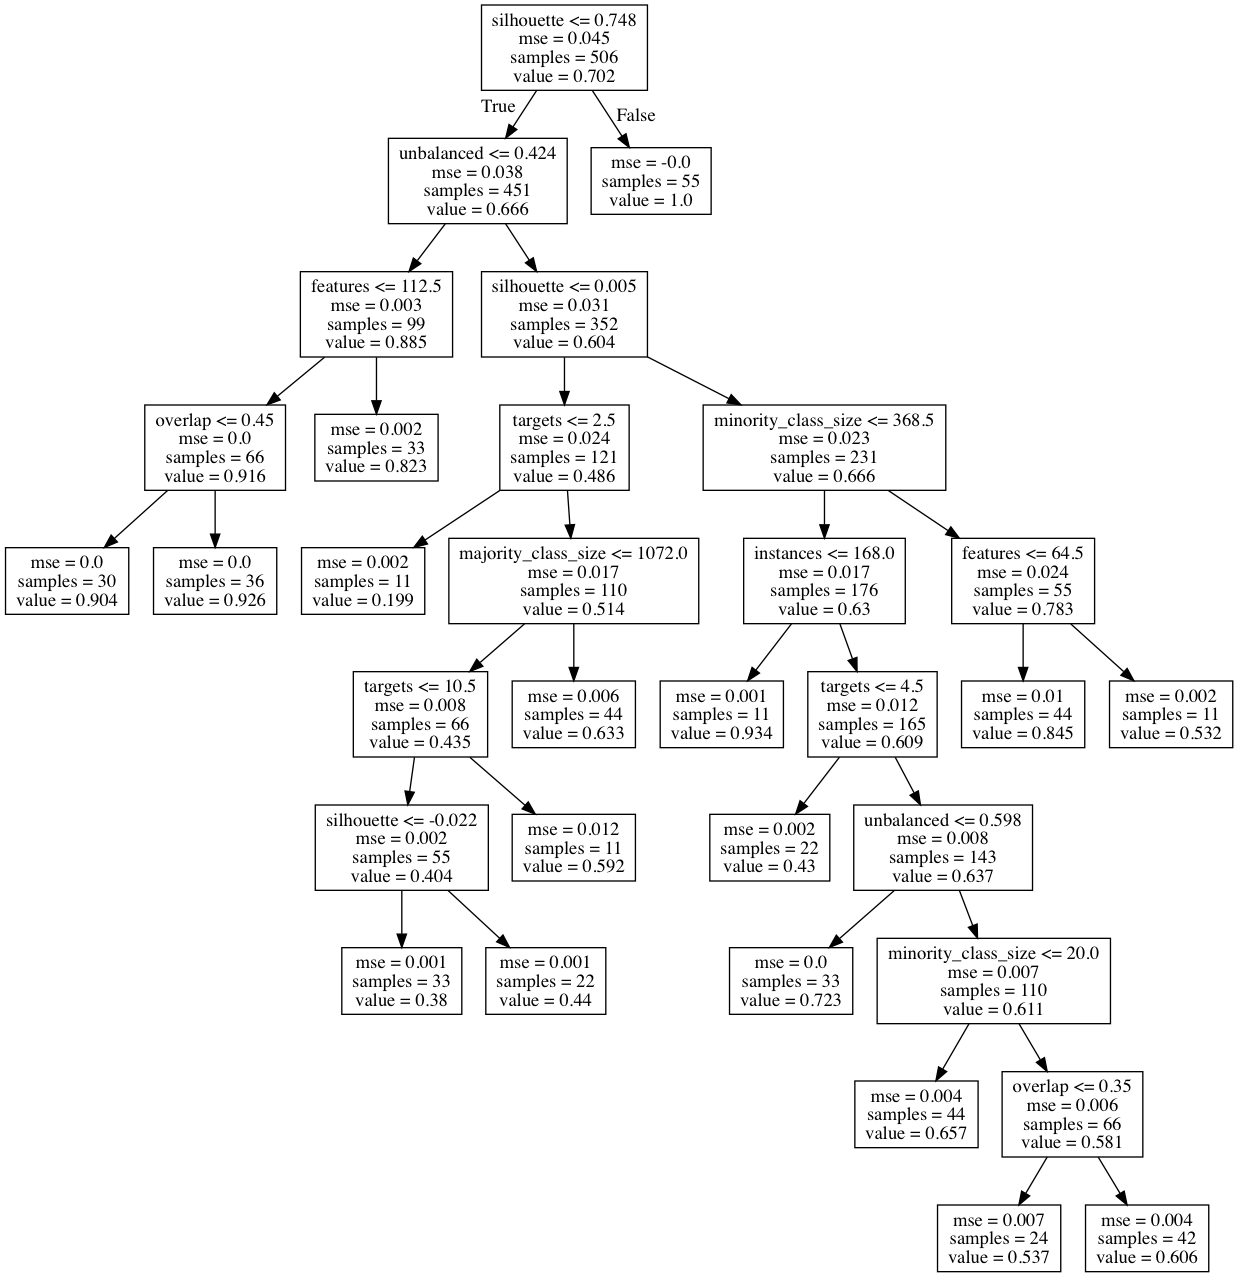 silhouette <= 0.748
mse = 0.045
samples = 506
value = 0.702
True
False
unbalanced <= 0.424
mse = 0.038
samples = 451
value = 0.666
mse = -0.0
samples = 55
value = 1.0
features <= 112.5
mse = 0.003
samples = 99
value = 0.885
silhouette <= 0.005
mse = 0.031
samples = 352
value = 0.604
overlap <= 0.45
mse = 0.0
samples = 66
value = 0.916
mse = 0.002
samples = 33
value = 0.823
targets <= 2.5
mse = 0.024
samples = 121
value = 0.486
minority_class_size <= 368.5
mse = 0.023
samples = 231
value = 0.666
mse = 0.0
samples = 30
value = 0.904
mse = 0.0
samples = 36
value = 0.926
mse = 0.002
samples = 11
value = 0.199
majority_class_size <= 1072.0
mse = 0.017
samples = 110
value = 0.514
instances <= 168.0
mse = 0.017
samples = 176
value = 0.63
features <= 64.5
mse = 0.024
samples = 55
value = 0.783
targets <= 10.5
mse = 0.008
samples = 66
value = 0.435
mse = 0.006
samples = 44
value = 0.633
mse = 0.001
samples = 11
value = 0.934
targets <= 4.5
mse = 0.012
samples = 165
value = 0.609
mse = 0.01
samples = 44
value = 0.845
mse = 0.002
samples = 11
value = 0.532
silhouette <= -0.022
mse = 0.002
samples = 55
value = 0.404
mse = 0.012
samples = 11
value = 0.592
mse = 0.002
samples = 22
value = 0.43
unbalanced <= 0.598
mse = 0.008
samples = 143
value = 0.637
mse = 0.001
samples = 33
value = 0.38
mse = 0.001
samples = 22
value = 0.44
mse = 0.0
samples = 33
value = 0.723
minority_class_size <= 20.0
mse = 0.007
samples = 110
value = 0.611
mse = 0.004
samples = 44
value = 0.657
overlap <= 0.35
mse = 0.006
samples = 66
value = 0.581
mse = 0.007
samples = 24
value = 0.537
mse = 0.004
samples = 42
value = 0.606